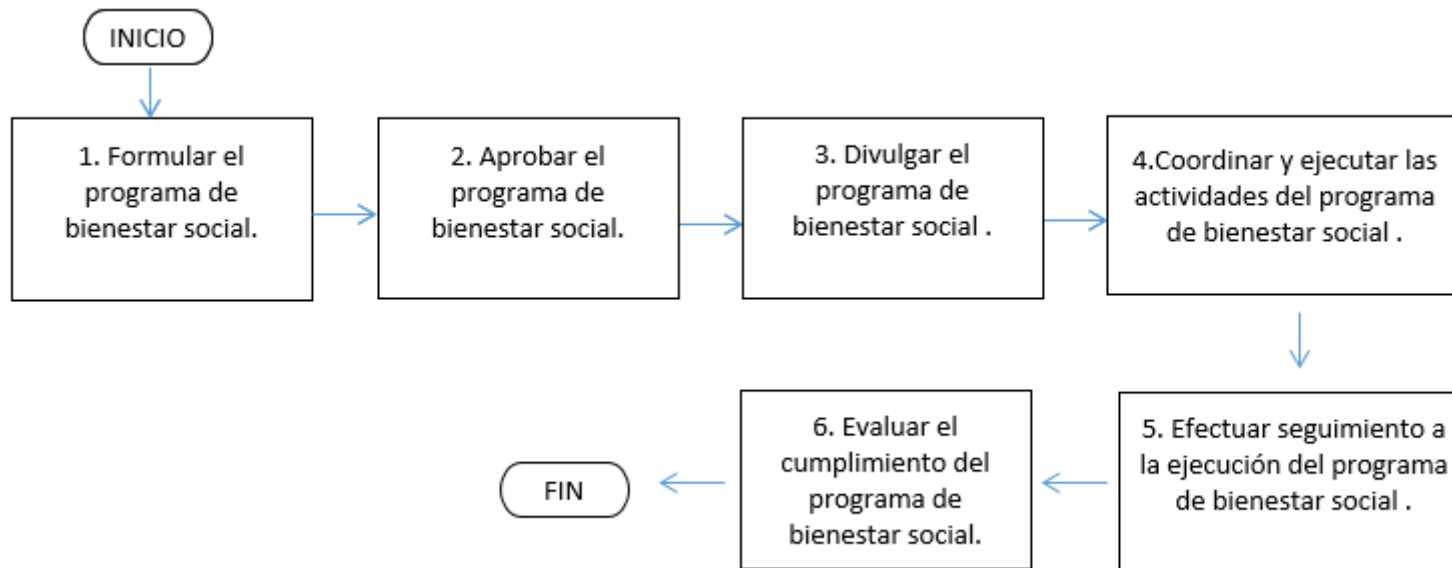 INICIO
1. Formular el
programa de
bienestar social.
2. Aprobar el
programa de
bienestar social.
3. Divulgar el
programa de
bienestar social .
4.Coordinar y ejecutar las
actividades del programa
de bienestar social .
5. Efectuar seguimiento a
la ejecución del programa
de bienestar social .
6. Evaluar el
cumplimiento del
programa de
bienestar social.
FIN